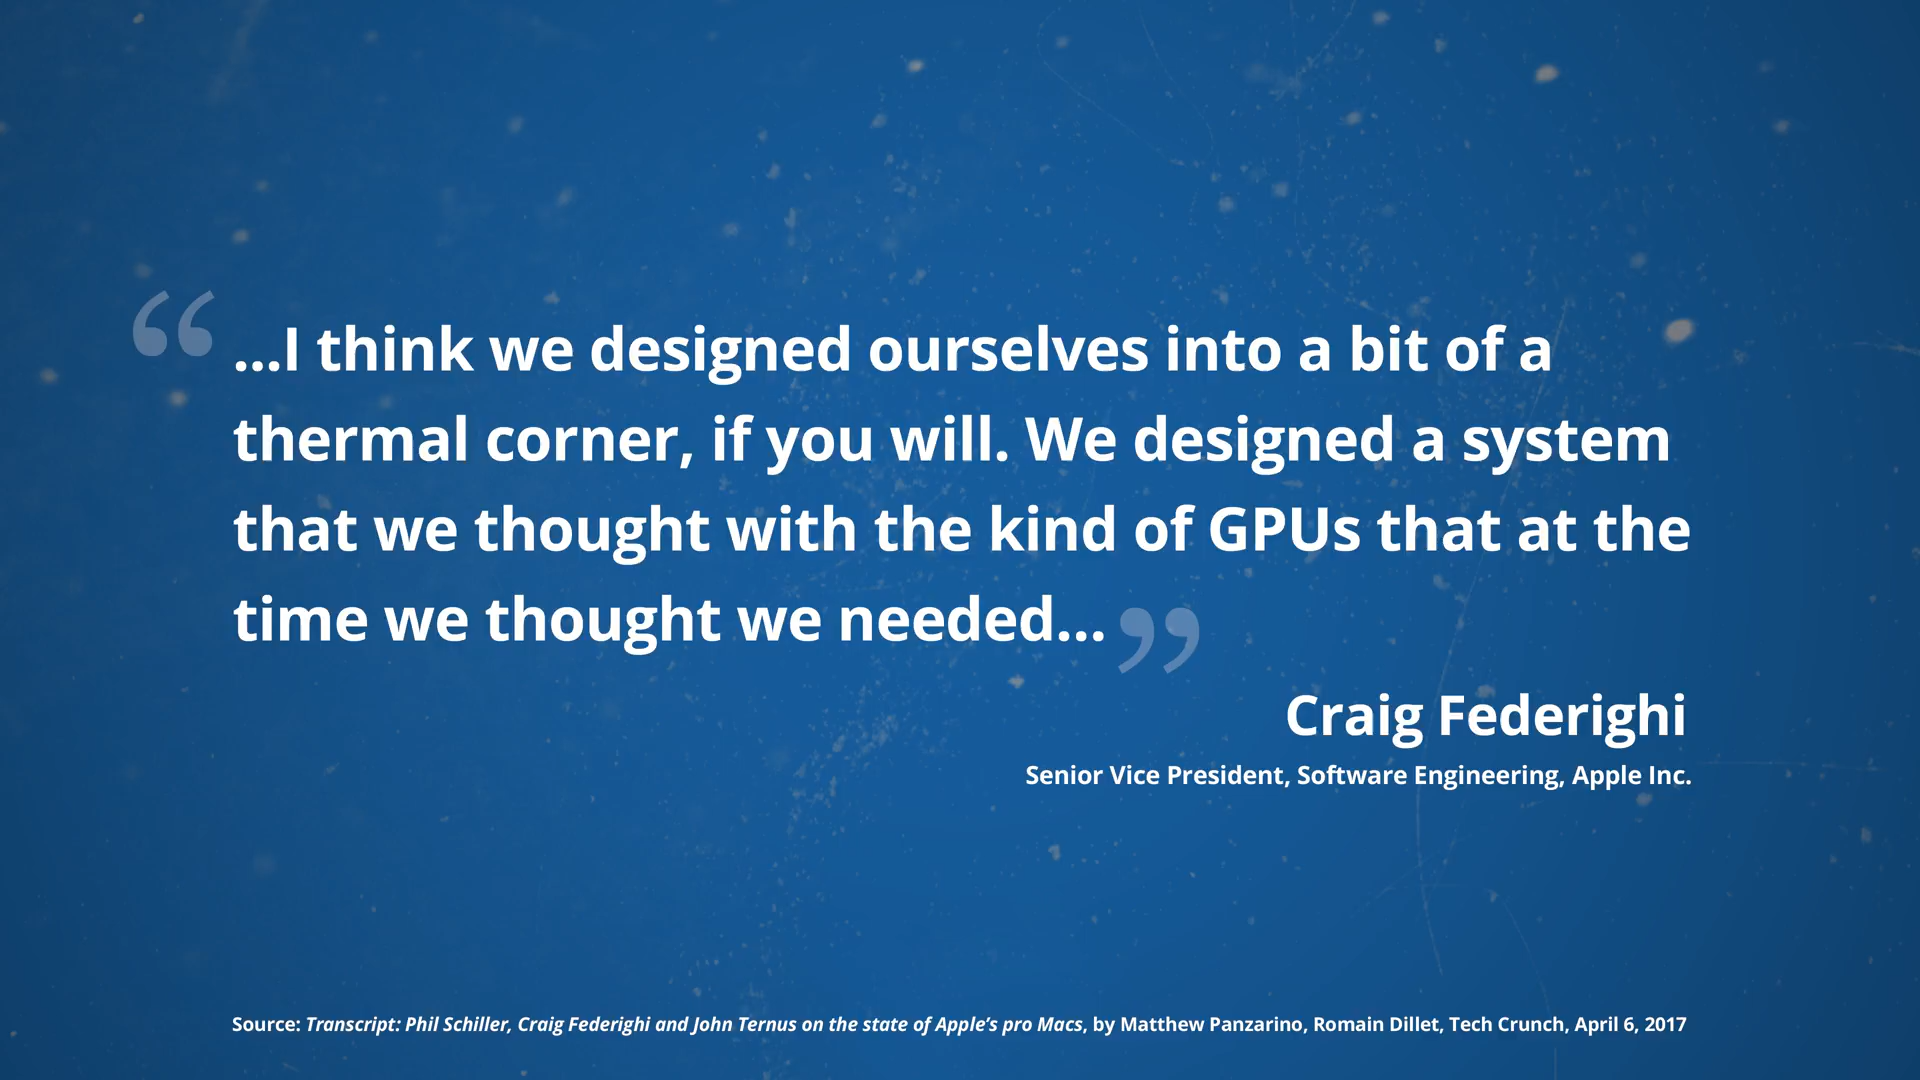 “...I think we designed ourselves into a bit of a
thermal corner, if you will. We designed a system
that we thought with the kind of GPUs that at the
time we thought we needed...”
Craig Federighi
Senior Vice President, Software Engineering, Apple Inc.
Source: Transcript: Phil Schiller, Craig Federighi and John Ternus on the state of Apple’s pro Macs, by Matthew Panzarino, Romain Dillet, Tech Crunch, April 6, 2017